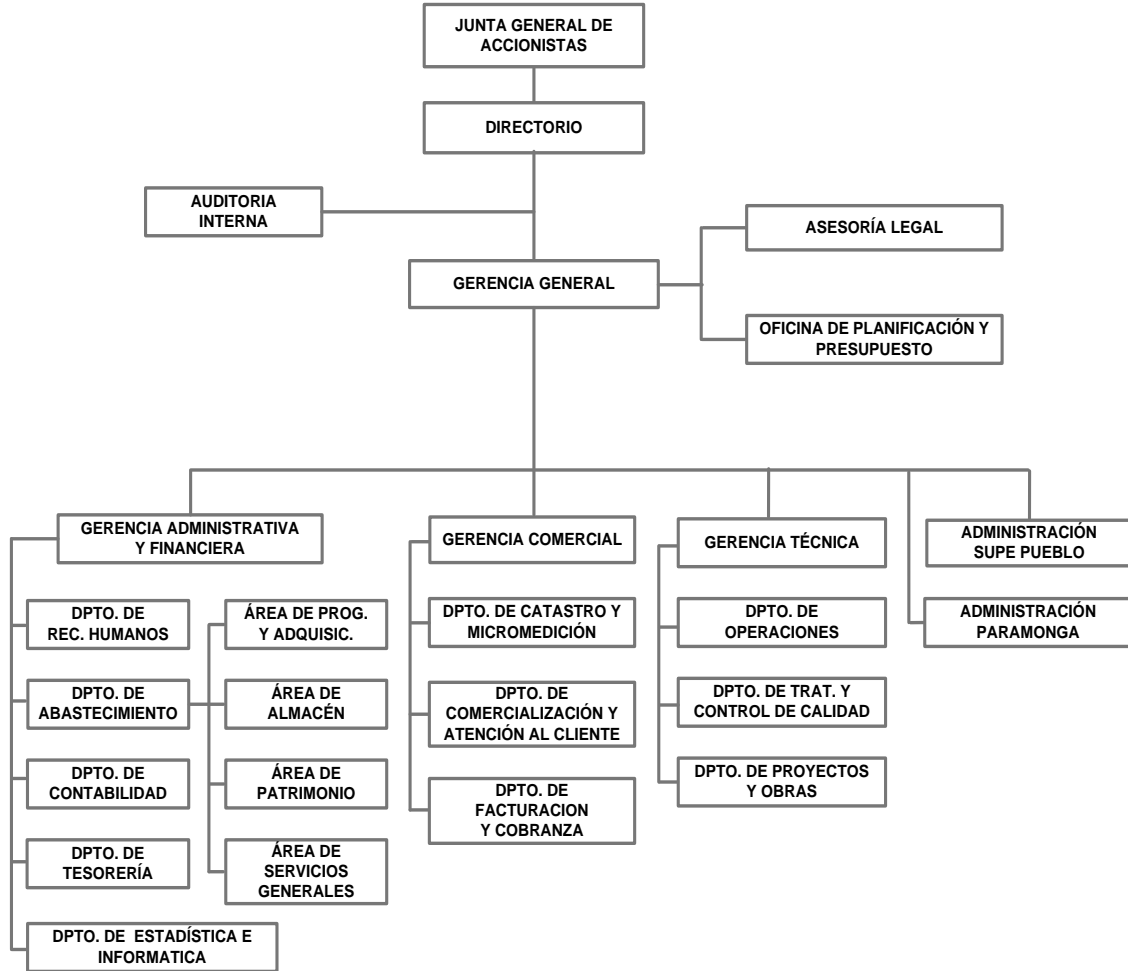 JUNTA GENERAL DE
ACCIONISTAS
DIRECTORIO
AUDITORIA
INTERNA
ASESORÍA LEGAL
GERENCIA GENERAL
OFICINA DE PLANIFICACIÓN Y
PRESUPUESTO
GERENCIA ADMINISTRATIVA
Y FINANCIERA
GERENCIA COMERCIAL
GERENCIA TÉCNICA
ADMINISTRACIÓN
SUPE PUEBLO
DPTO. DE
REC. HUMANOS
ÁREA DE PROG.
Y ADQUISIC.
DPTO. DE CATASTRO Y
MICROMEDICIÓN
DPTO. DE
OPERACIONES
ADMINISTRACIÓN
PARAMONGA
DPTO. DE
ABASTECIMIENTO
ÁREA DE
ALMACÉN
DPTO. DE
COMERCIALIZACIÓN Y
ATENCIÓN AL CLIENTE
DPTO. DE TRAT. Y
CONTROL DE CALIDAD
DPTO. DE
CONTABILIDAD
ÁREA DE
PATRIMONIO
DPTO. DE
FACTURACION
Y COBRANZA
DPTO. DE PROYECTOS
Y OBRAS
DPTO. DE
TESORERÍA
ÁREA DE
SERVICIOS
GENERALES
DPTO. DE  ESTADÍSTICA E
INFORMATICA